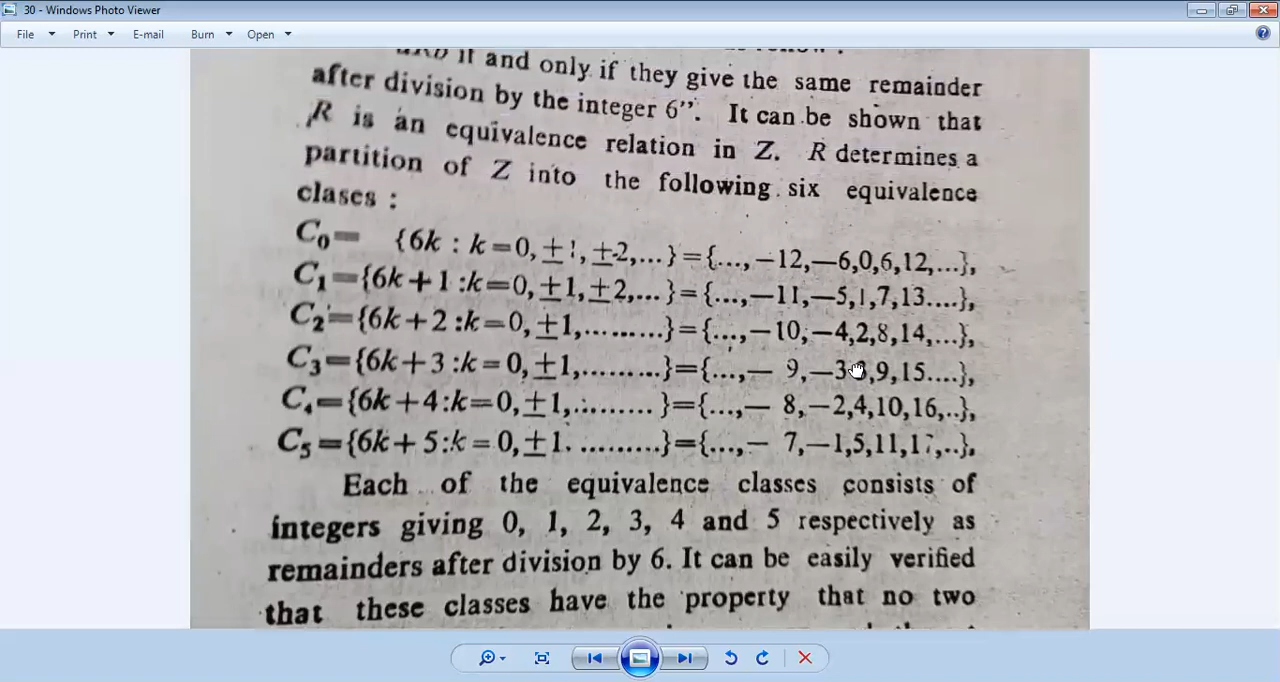 30 - Windows Photo Viewer
File Print E-mail Burn Open
it and only if they give the same remainder
after division by the integer 6”. It can be shown that
R is an equivalence relation in Z. R determines a
partition of Z into the following six equivalence
clases :
C₀= {6k : k=0, ±1, ±2,...}={...,−12,−6,0,6,12,...},
C₁={6k+1 :k=0, ±1, ±2,...}={...,−11,−5,1,7,13....},
C₂={6k+2 :k=0, ±1,.........}={...,−10,−4,2,8,14,...},
C₃={6k+3 :k=0, ±1,.........}={...,− 9,−3 ,9,15....},
C₄={6k+4:k=0, ±1,.......... }={...,− 8,−2,4,10,16,..},
C₅={6k+5:k=0, ±1. ..........}={...,− 7,−1,5,11,17,..},
Each of the equivalence classes consists of
integers giving 0, 1, 2, 3, 4 and 5 respectively as
remainders after division by 6. It can be easily verified
that these classes have the property that no two